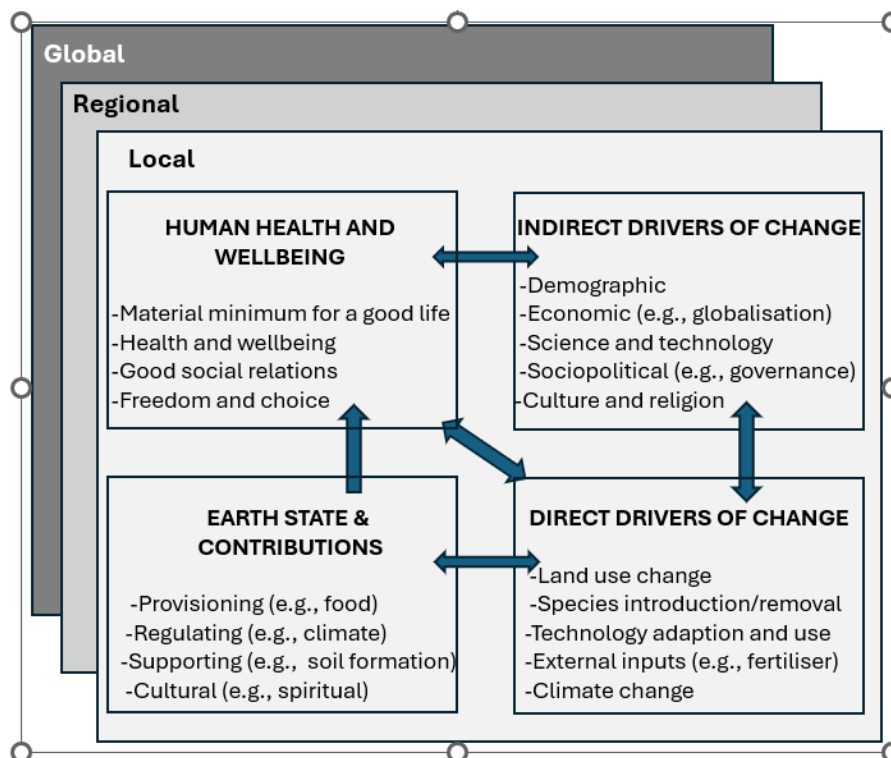 Global
Regional
Local
HUMAN HEALTH AND
WELLBEING
-Material minimum for a good life
-Health and wellbeing
-Good social relations
-Freedom and choice
INDIRECT DRIVERS OF CHANGE
-Demographic
-Economic (e.g., globalisation)
-Science and technology
-Sociopolitical (e.g., governance)
-Culture and religion
EARTH STATE &
CONTRIBUTIONS
-Provisioning (e.g., food)
-Regulating (e.g., climate)
-Supporting (e.g., soil formation)
-Cultural (e.g., spiritual)
DIRECT DRIVERS OF CHANGE
-Land use change
-Species introduction/removal
-Technology adaption and use
-External inputs (e.g., fertiliser)
-Climate change